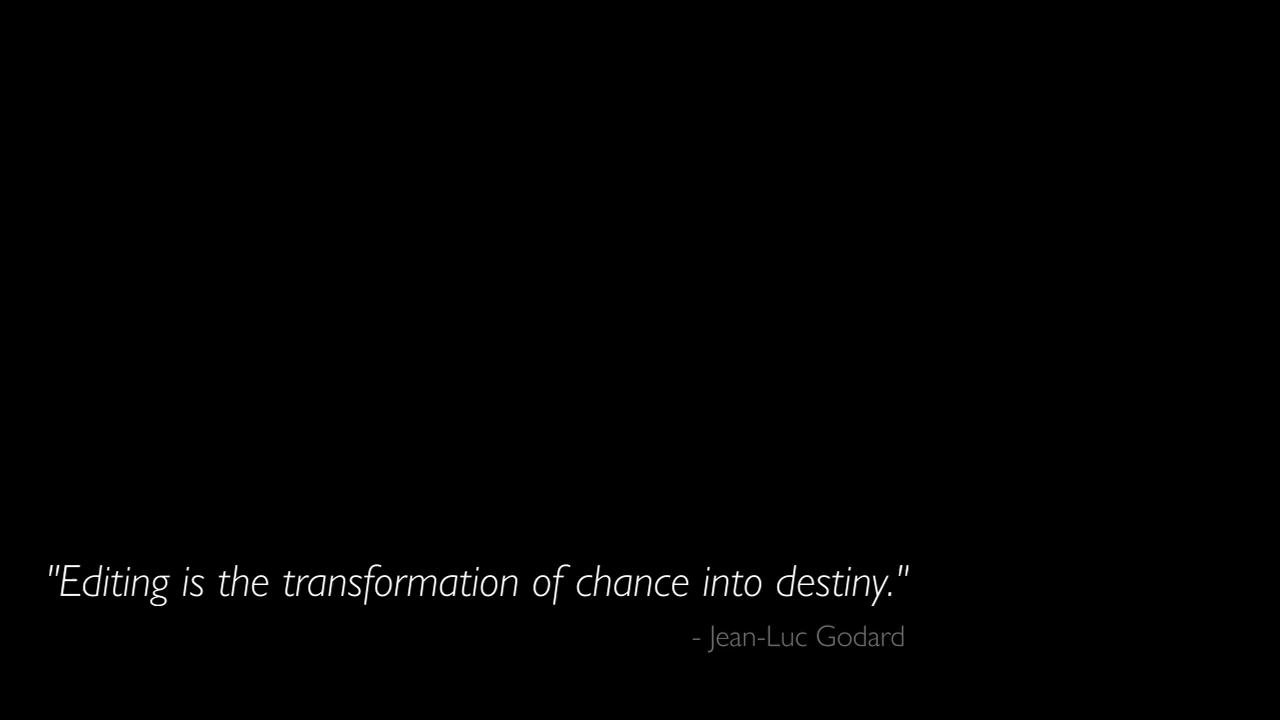 "Editing is the transformation of chance into destiny."
- Jean-Luc Godard